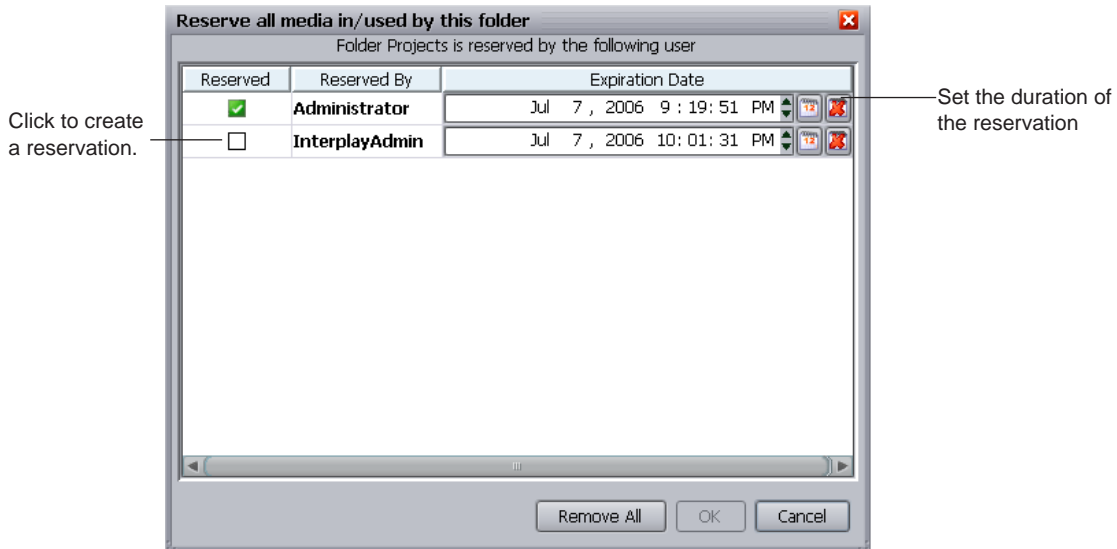 Reserve all media in/used by this folder
Folder Projects is reserved by the following user
Reserved Reserved By Expiration Date
Administrator Jul 7 , 2006 9 : 19: 51 PM 12
InterplayAdmin Jul 7 , 2006 10: 01: 31 PM 12
Click to create
a reservation.
Set the duration of
the reservation
Remove All OK Cancel